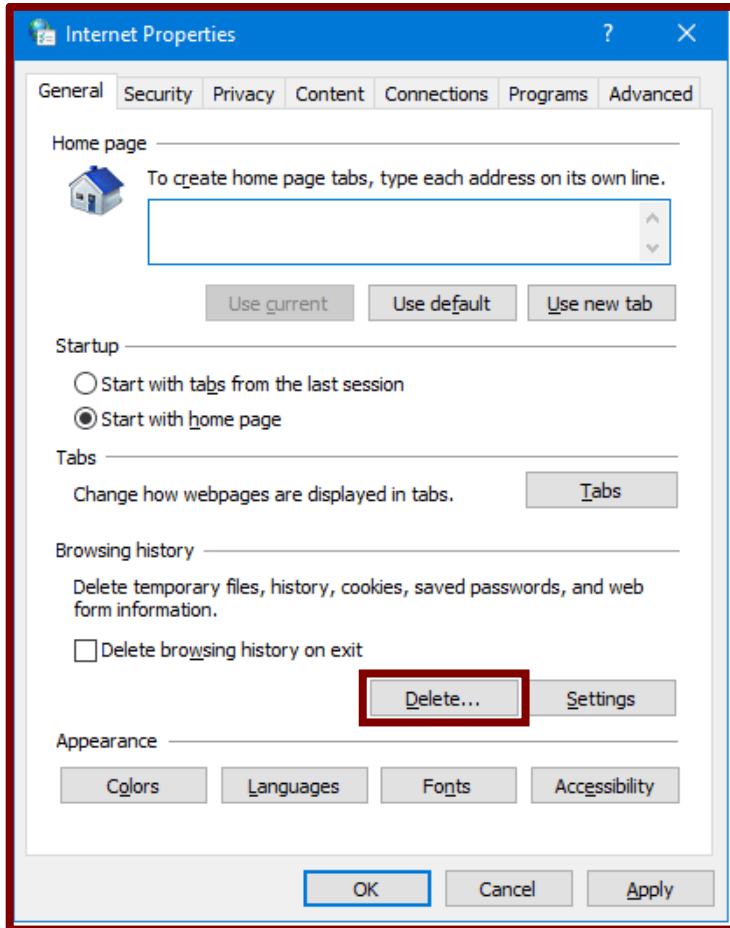 Internet Properties ? ×
General Security Privacy Content Connections Programs Advanced
Home page
To create home page tabs, type each address on its own line.
Use current Use default Use new tab
Startup
Start with tabs from the last session
Start with home page
Tabs
Change how webpages are displayed in tabs. Tabs
Browsing history
Delete temporary files, history, cookies, saved passwords, and web
form information.
Delete browsing history on exit
Delete... Settings
Appearance
Colors Languages Fonts Accessibility
OK Cancel Apply